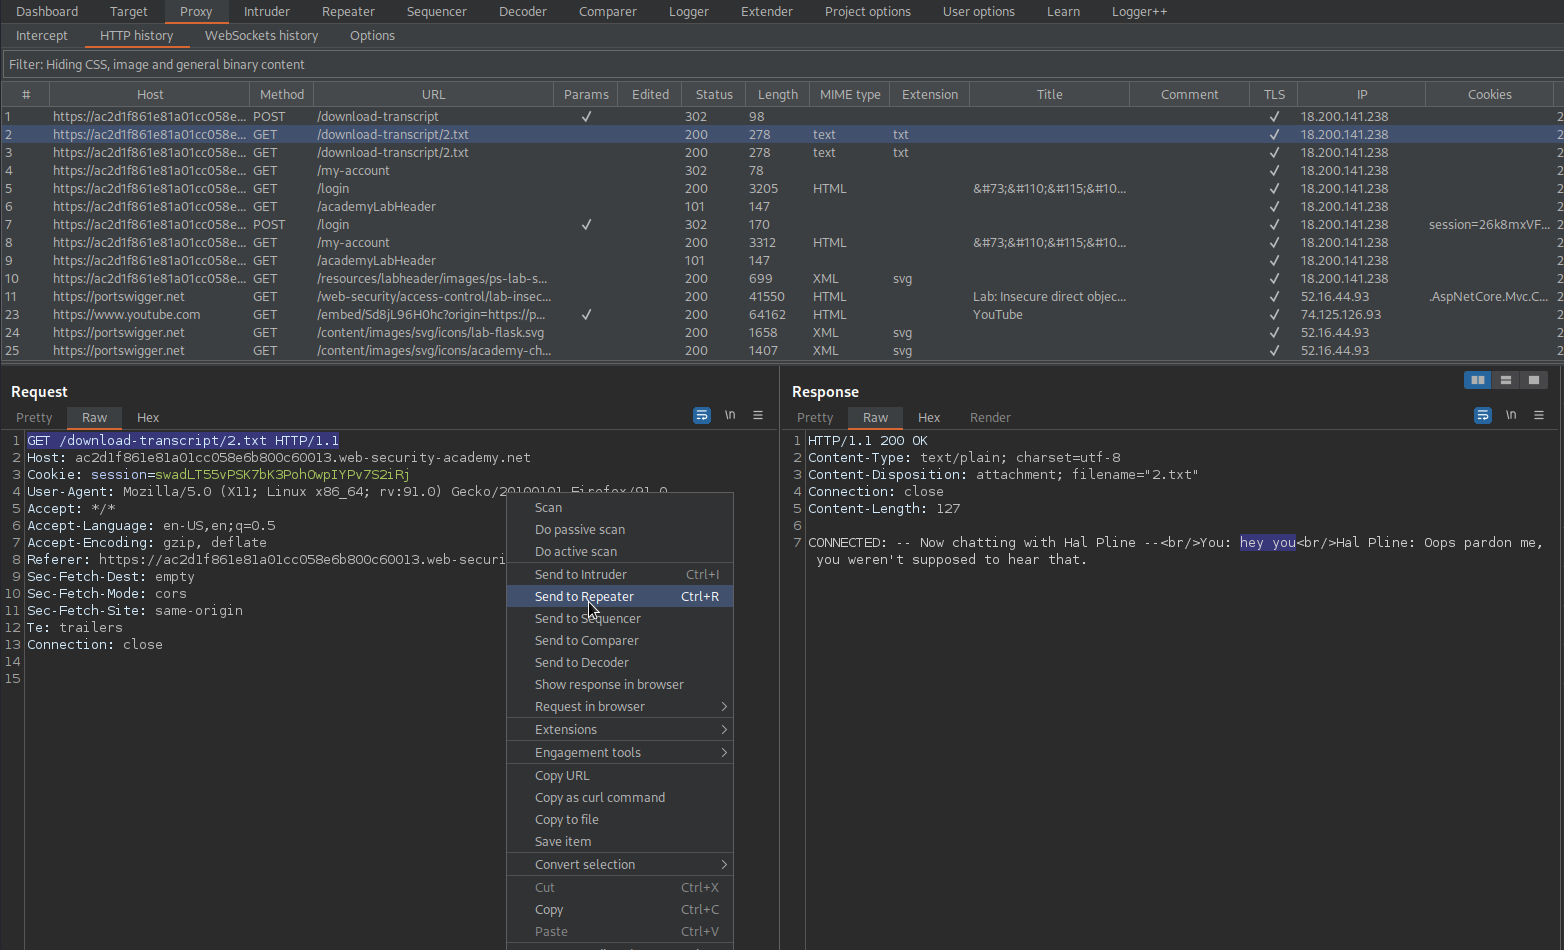 Dashboard Target Proxy Intruder Repeater Sequencer Decoder Comparer Logger Extender Project options User options Learn Logger++
Intercept HTTP history WebSockets history Options
Filter: Hiding CSS, image and general binary content
# Host Method URL Params Edited Status Length MIME type Extension Title Comment TLS IP Cookies
1 https://ac2d1f861e81a01cc058e... POST /download-transcript ✓ 302 98 ✓ 18.200.141.238 2
2 https://ac2d1f861e81a01cc058e... GET /download-transcript/2.txt 200 278 text txt ✓ 18.200.141.238 2
3 https://ac2d1f861e81a01cc058e... GET /download-transcript/2.txt 200 278 text txt ✓ 18.200.141.238 2
4 https://ac2d1f861e81a01cc058e... GET /my-account 302 78 ✓ 18.200.141.238 2
5 https://ac2d1f861e81a01cc058e... GET /login 200 3205 HTML &#73;&#110;&#115;&#10... ✓ 18.200.141.238 2
6 https://ac2d1f861e81a01cc058e... GET /academyLabHeader 101 147 ✓ 18.200.141.238 2
7 https://ac2d1f861e81a01cc058e... POST /login ✓ 302 170 ✓ 18.200.141.238 session=26k8mxVF... 2
8 https://ac2d1f861e81a01cc058e... GET /my-account 200 3312 HTML &#73;&#110;&#115;&#10... ✓ 18.200.141.238 2
9 https://ac2d1f861e81a01cc058e... GET /academyLabHeader 101 147 ✓ 18.200.141.238 2
10 https://ac2d1f861e81a01cc058e... GET /resources/labheader/images/ps-lab-s... 200 699 XML svg ✓ 18.200.141.238 2
11 https://portswigger.net GET /web-security/access-control/lab-insec... 200 41550 HTML Lab: Insecure direct objec... ✓ 52.16.44.93 .AspNetCore.Mvc.C... 2
23 https://www.youtube.com GET /embed/Sd8jL96H0hc?origin=https://p... ✓ 200 64162 HTML YouTube ✓ 74.125.126.93 2
24 https://portswigger.net GET /content/images/svg/icons/lab-flask.svg 200 1658 XML svg ✓ 52.16.44.93 2
25 https://portswigger.net GET /content/images/svg/icons/academy-ch... 200 1407 XML svg ✓ 52.16.44.93 2
Request
Pretty Raw Hex \n
1 GET /download-transcript/2.txt HTTP/1.1
2 Host: ac2d1f861e81a01cc058e6b800c60013.web-security-academy.net
3 Cookie: session=swadLT55vPSK7bK3PohOwpIYPv7S2iRj
4 User-Agent: Mozilla/5.0 (X11; Linux x86_64; rv:91.0) Gecko/20100101 Firefox/91.0
5 Accept: */*
6 Accept-Language: en-US,en;q=0.5
7 Accept-Encoding: gzip, deflate
8 Referer: https://ac2d1f861e81a01cc058e6b800c60013.web-securi
9 Sec-Fetch-Dest: empty
10 Sec-Fetch-Mode: cors
11 Sec-Fetch-Site: same-origin
12 Te: trailers
13 Connection: close
14
15
Scan
Do passive scan
Do active scan
Send to Intruder Ctrl+I
Send to Repeater Ctrl+R
Send to Sequencer
Send to Comparer
Send to Decoder
Show response in browser
Request in browser
Extensions
Engagement tools
Copy URL
Copy as curl command
Copy to file
Save item
Convert selection
Cut Ctrl+X
Copy Ctrl+C
Paste Ctrl+V
Response
Pretty Raw Hex Render \n
1 HTTP/1.1 200 OK
2 Content-Type: text/plain; charset=utf-8
3 Content-Disposition: attachment; filename="2.txt"
4 Connection: close
5 Content-Length: 127
6
7 CONNECTED: -- Now chatting with Hal Pline --<br/>You: hey you<br/>Hal Pline: Oops pardon me,
you weren't supposed to hear that.